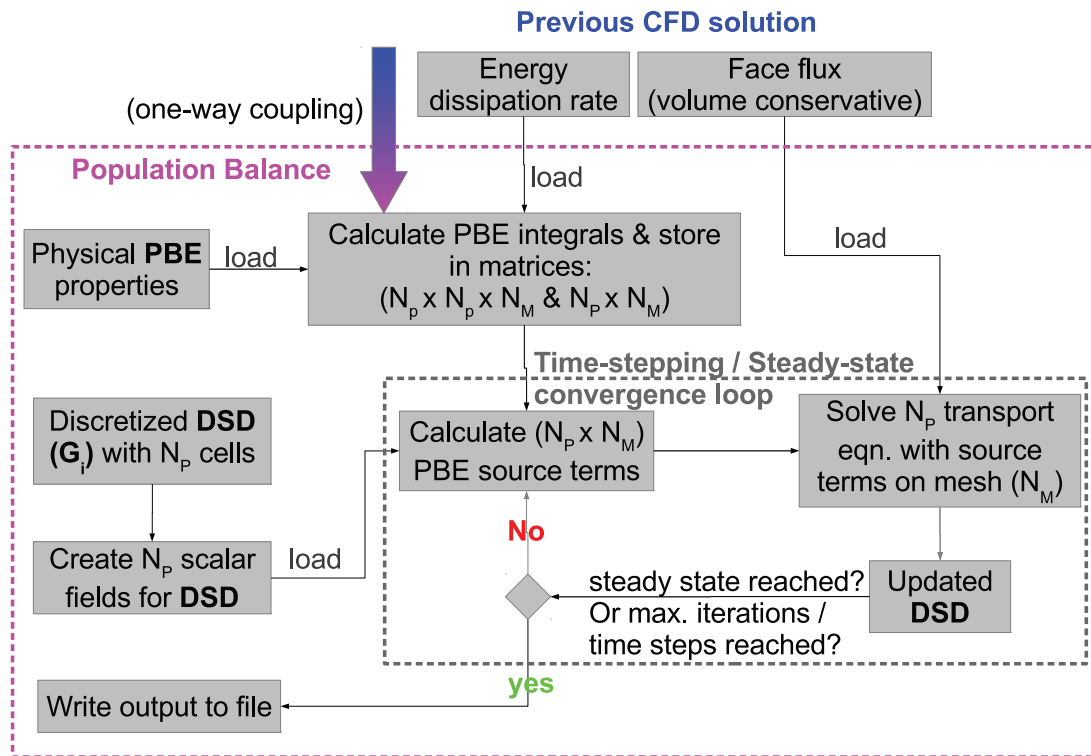 Previous CFD solution
(one-way coupling)
Energy
dissipation rate
Face flux
(volume conservative)
Population Balance
load
load
Physical PBE
properties
load
Calculate PBE integrals & store
in matrices:
(Np x Np x NM & NP x NM)
Time-stepping / Steady-state
convergence loop
Discretized DSD
(Gi) with NP cells
Calculate (NP x NM)
PBE source terms
Solve NP transport
eqn. with source
terms on mesh (NM)
Create NP scalar
fields for DSD
load
No
steady state reached?
Or max. iterations /
time steps reached?
Updated
DSD
yes
Write output to file